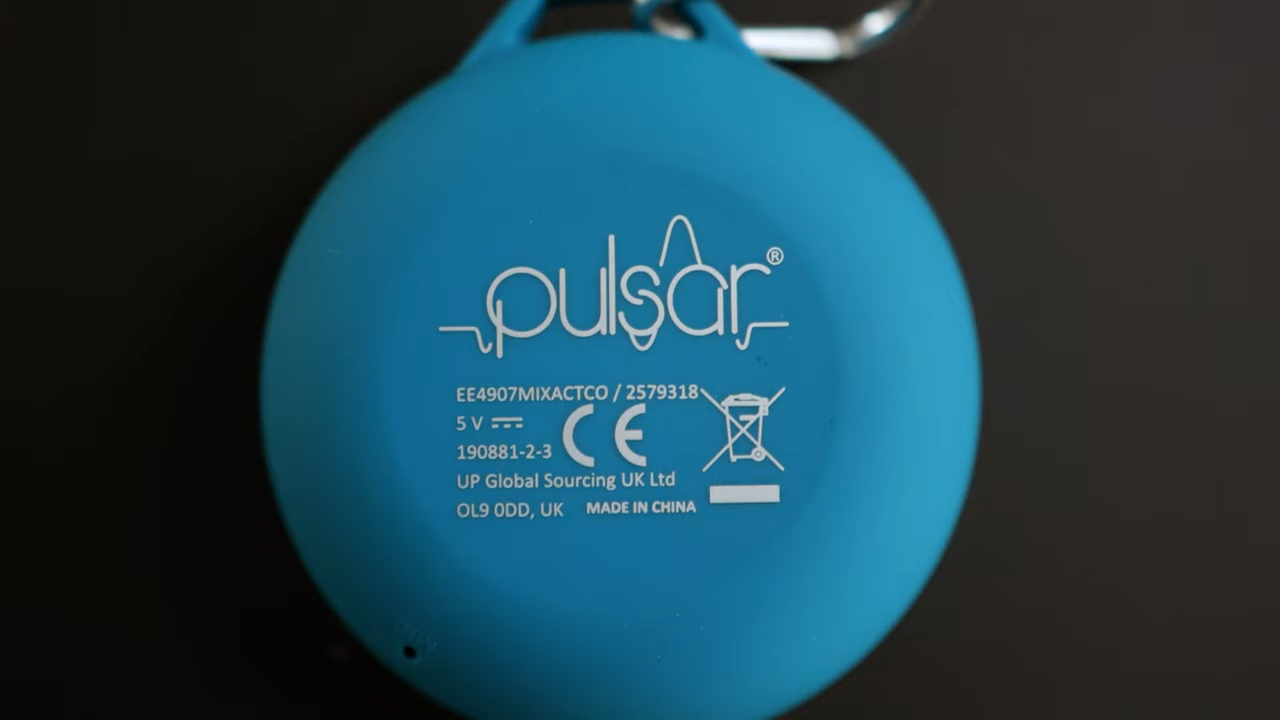 pulsar®
EE4907MIXACTCO / 2579318
5 V
CE
190881-2-3
UP Global Sourcing UK Ltd
OL9 0DD, UK MADE IN CHINA